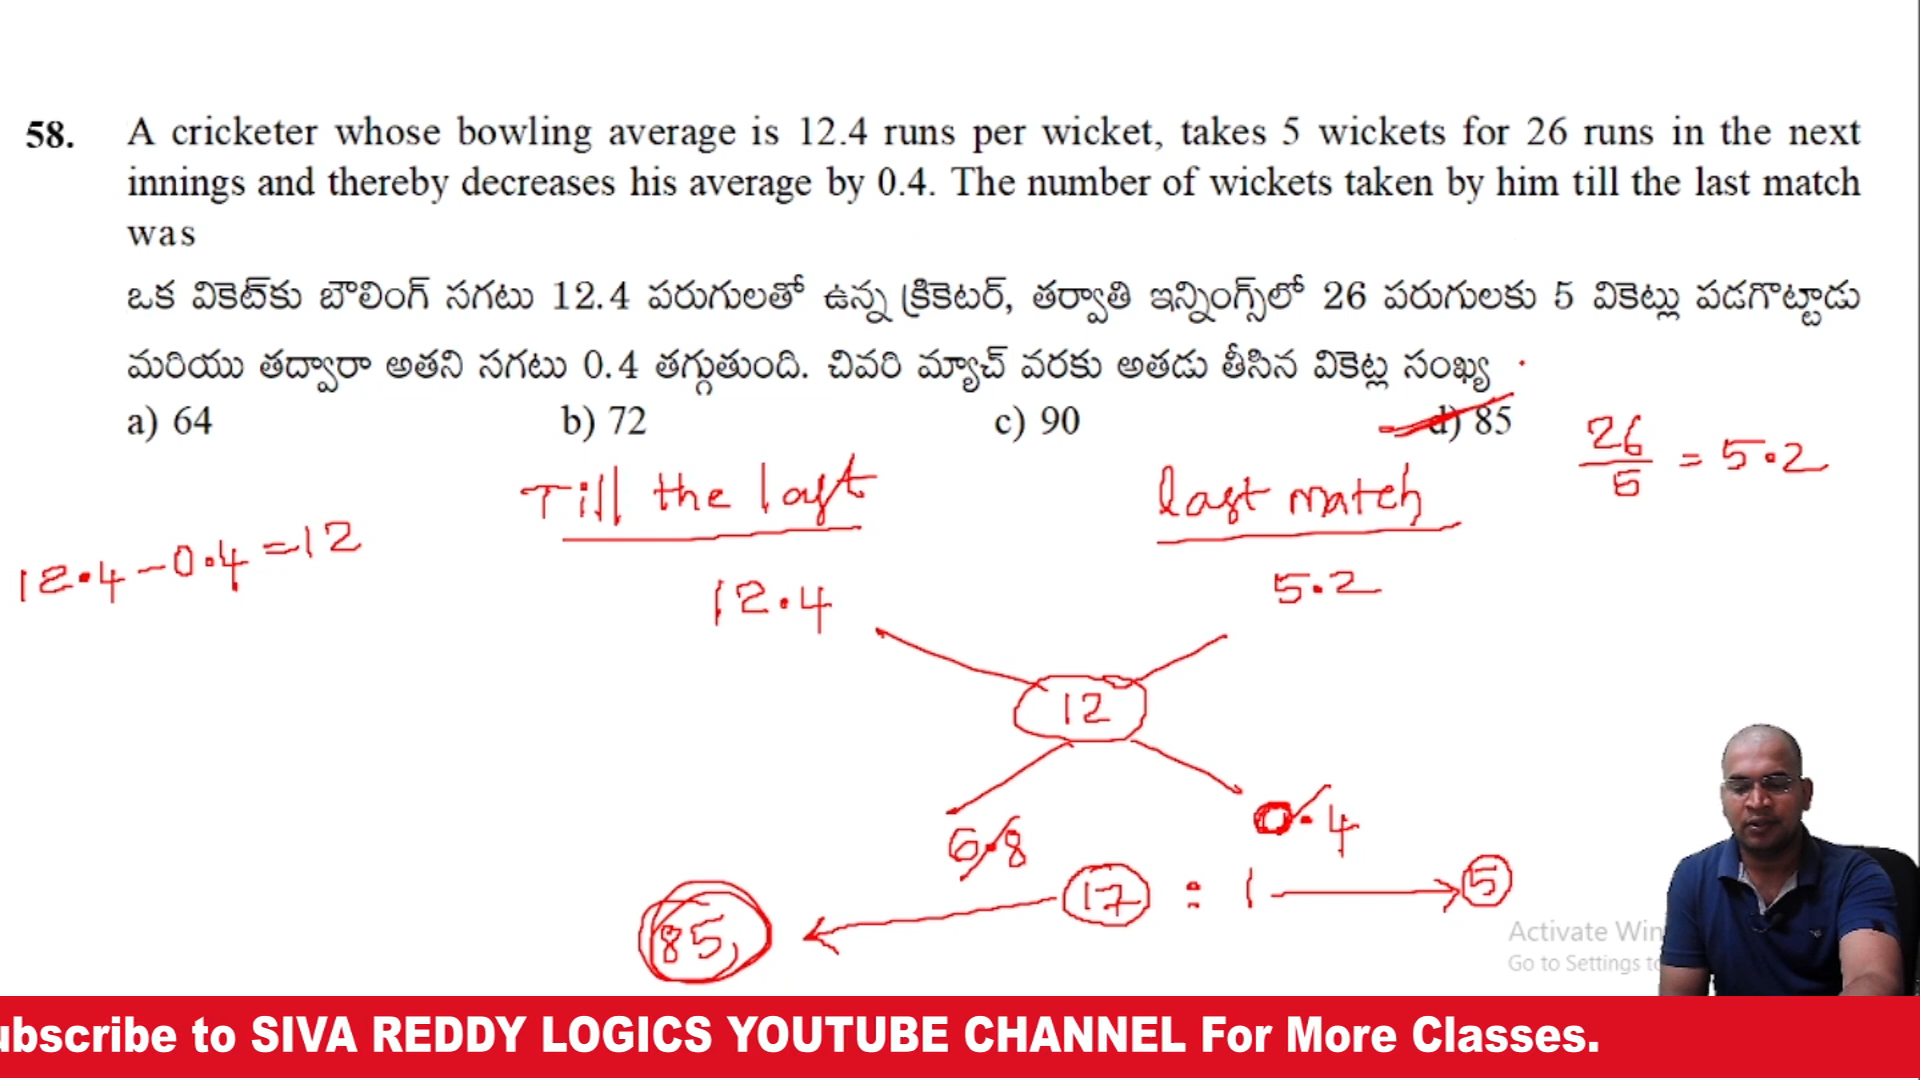 58. A cricketer whose bowling average is 12.4 runs per wicket, takes 5 wickets for 26 runs in the next
innings and thereby decreases his average by 0.4. The number of wickets taken by him till the last match
was
ఒక వికెట్‌కు బౌలింగ్ సగటు 12.4 పరుగులతో ఉన్న క్రికెటర్, తర్వాతి ఇన్నింగ్స్‌లో 26 పరుగులకు 5 వికెట్లు పడగొట్టాడు
మరియు తద్వారా అతని సగటు 0.4 తగ్గుతుంది. చివరి మ్యాచ్ వరకు అతడు తీసిన వికెట్ల సంఖ్య
a) 64 b) 72 c) 90 d) 85
26/5 = 5.2
Till the last last match
12.4-0.4=12
12.4 5.2
12
6.8 0.4
17 : 1 5
85
Activate Win
Go to Settings to
ubscribe to SIVA REDDY LOGICS YOUTUBE CHANNEL For More Classes.